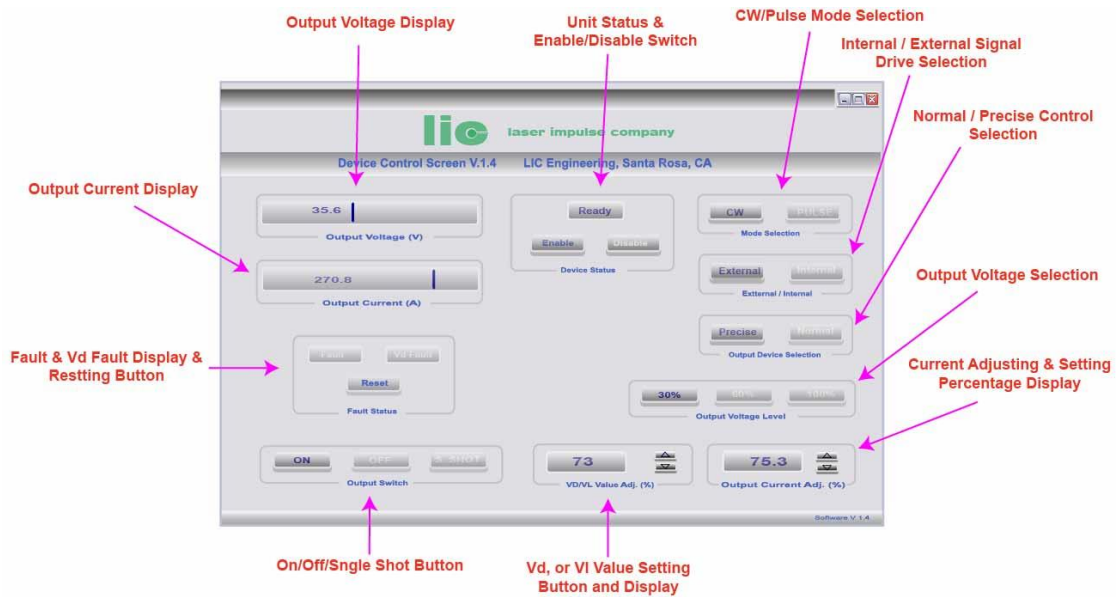 Output Voltage Display
Unit Status &
Enable/Disable Switch
CW/Pulse Mode Selection
Internal / External Signal
Drive Selection
Normal / Precise Control
Selection
Output Current Display
lic laser impulse company
Device Control Screen V.1.4 LIC Engineering, Santa Rosa, CA
35.6
Output Voltage (V)
Ready
Enable Disable
Device Status
CW PULSE
Mode Selection
270.8
Output Current (A)
External Internal
Extternal / Internal
Output Voltage Selection
Precise Normal
Output Device Selection
Fault & Vd Fault Display &
Restting Button
Fault Vd Fault
Reset
Fault Status
Current Adjusting & Setting
Percentage Display
30% 60% 100%
Output Voltage Level
ON OFF S. SHOT
Output Switch
73
VD/VL Value Adj. (%)
75.3
Output Current Adj. (%)
Software V 1.4
On/Off/Sngle Shot Button
Vd, or Vl Value Setting
Button and Display